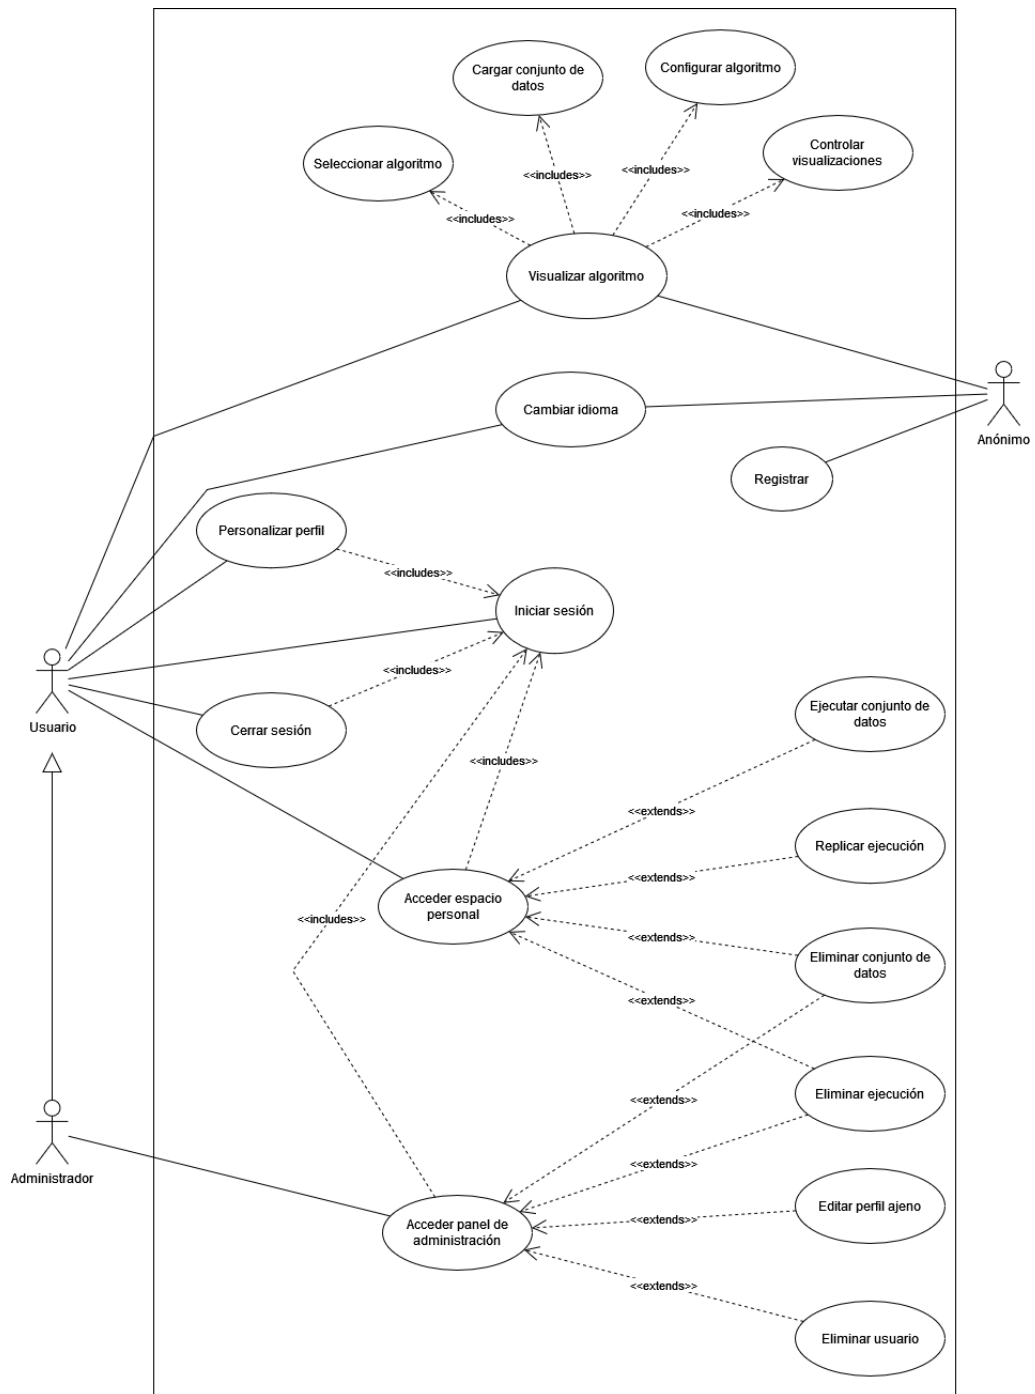 Cargar conjunto de
datos
Configurar algoritmo
Seleccionar algoritmo
Controlar
visualizaciones
<<includes>>
<<includes>>
<<includes>>
<<includes>>
Visualizar algoritmo
Cambiar idioma
Anónimo
Registrar
Personalizar perfil
<<includes>>
Iniciar sesión
<<includes>>
Usuario
Cerrar sesión
Ejecutar conjunto de
datos
<<includes>>
<<extends>>
Replicar ejecución
<<extends>>
Acceder espacio
personal
<<includes>>
<<extends>>
Eliminar conjunto de
datos
<<extends>>
Eliminar ejecución
<<extends>>
<<extends>>
Administrador
Acceder panel de
administración
Editar perfil ajeno
<<extends>>
<<extends>>
Eliminar usuario